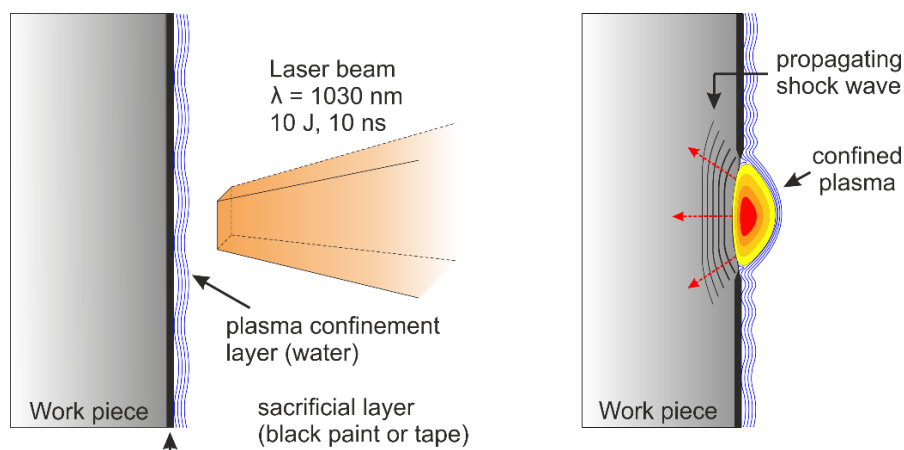 Laser beam
λ = 1030 nm
10 J, 10 ns
plasma confinement
layer (water)
Work piece
sacrificial layer
(black paint or tape)
propagating
shock wave
confined
plasma
Work piece